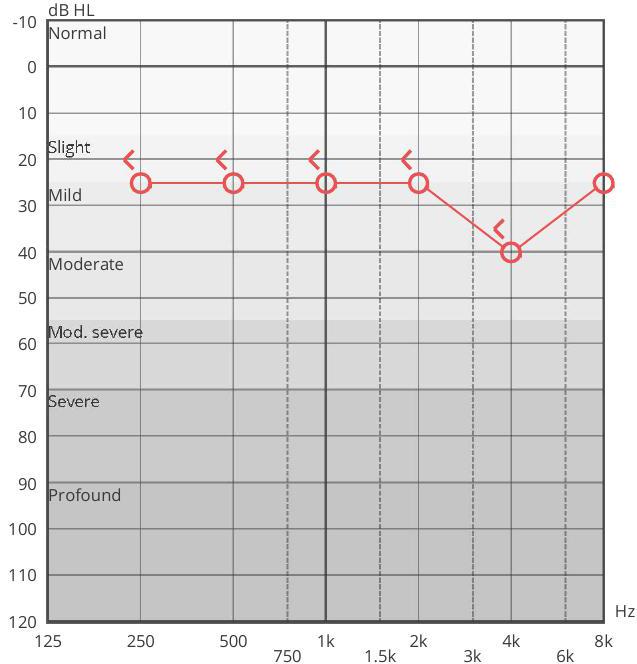 dB HL
-10
Normal
0
10
Slight
20
Mild
30
40
Moderate
50
Mod. severe
60
70
Severe
80
90
Profound
100
110
120
Hz
125 250 500 1k 2k 4k 8k
750 1.5k 3k 6k